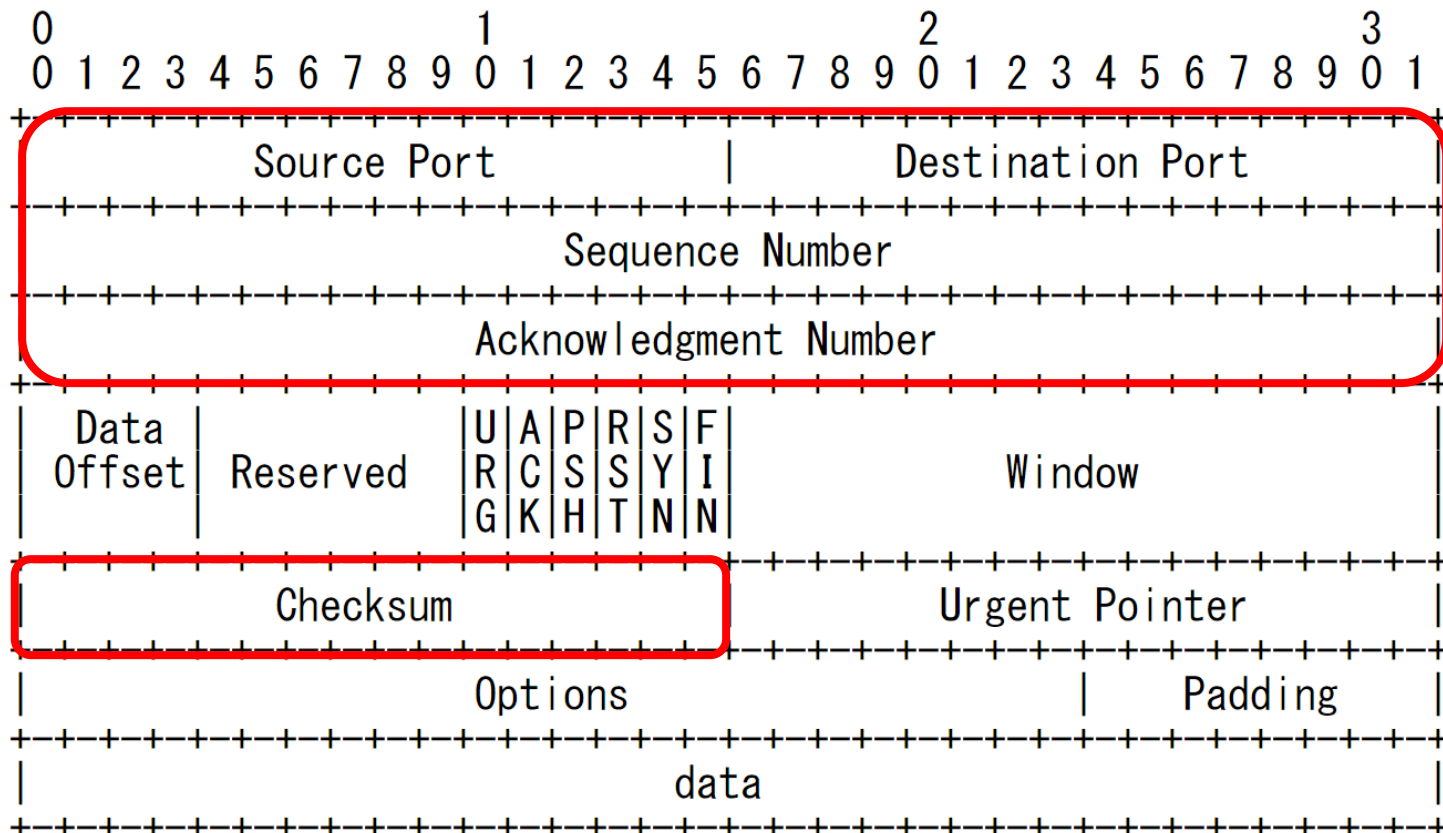 0 1 2 3
0 1 2 3 4 5 6 7 8 9 0 1 2 3 4 5 6 7 8 9 0 1 2 3 4 5 6 7 8 9 0 1
+-+-+-+-+-+-+-+-+-+-+-+-+-+-+-+-+-+-+-+-+-+-+-+-+-+-+-+-+-+-+-+-+
| Source Port | Destination Port |
+-+-+-+-+-+-+-+-+-+-+-+-+-+-+-+-+-+-+-+-+-+-+-+-+-+-+-+-+-+-+-+-+
| Sequence Number |
+-+-+-+-+-+-+-+-+-+-+-+-+-+-+-+-+-+-+-+-+-+-+-+-+-+-+-+-+-+-+-+-+
| Acknowledgment Number |
+-+-+-+-+-+-+-+-+-+-+-+-+-+-+-+-+-+-+-+-+-+-+-+-+-+-+-+-+-+-+-+-+
| Data | |U|A|P|R|S|F| |
| Offset| Reserved |R|C|S|S|Y|I| Window |
| | |G|K|H|T|N|N| |
+-+-+-+-+-+-+-+-+-+-+-+-+-+-+-+-+-+-+-+-+-+-+-+-+-+-+-+-+-+-+-+-+
| Checksum | Urgent Pointer |
+-+-+-+-+-+-+-+-+-+-+-+-+-+-+-+-+-+-+-+-+-+-+-+-+-+-+-+-+-+-+-+-+
| Options | Padding |
+-+-+-+-+-+-+-+-+-+-+-+-+-+-+-+-+-+-+-+-+-+-+-+-+-+-+-+-+-+-+-+-+
| data |
+-+-+-+-+-+-+-+-+-+-+-+-+-+-+-+-+-+-+-+-+-+-+-+-+-+-+-+-+-+-+-+-+